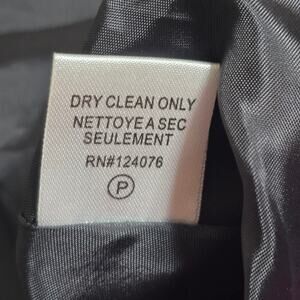 DRY CLEAN ONLY
NETTOYE A SEC
SEULEMENT
RN#124076
P